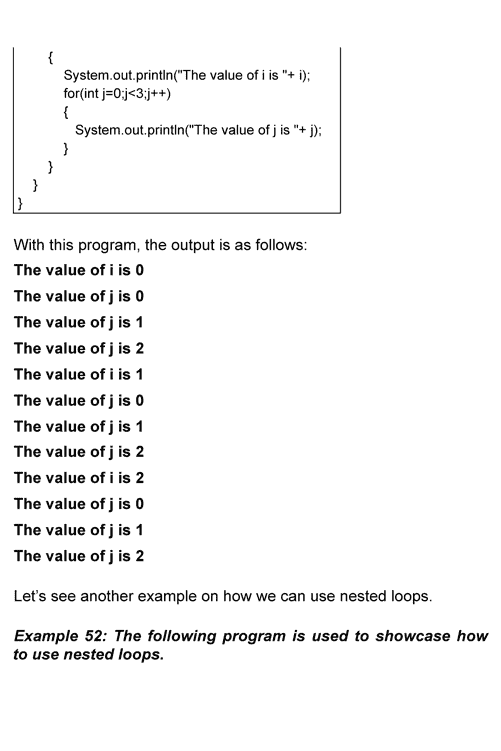 {
System.out.println("The value of i is "+ i);
for(int j=0;j<3;j++)
{
System.out.println("The value of j is "+ j);
}
}
}
}
With this program, the output is as follows:
The value of i is 0
The value of j is 0
The value of j is 1
The value of j is 2
The value of i is 1
The value of j is 0
The value of j is 1
The value of j is 2
The value of i is 2
The value of j is 0
The value of j is 1
The value of j is 2
Let's see another example on how we can use nested loops.
Example 52: The following program is used to showcase how
to use nested loops.